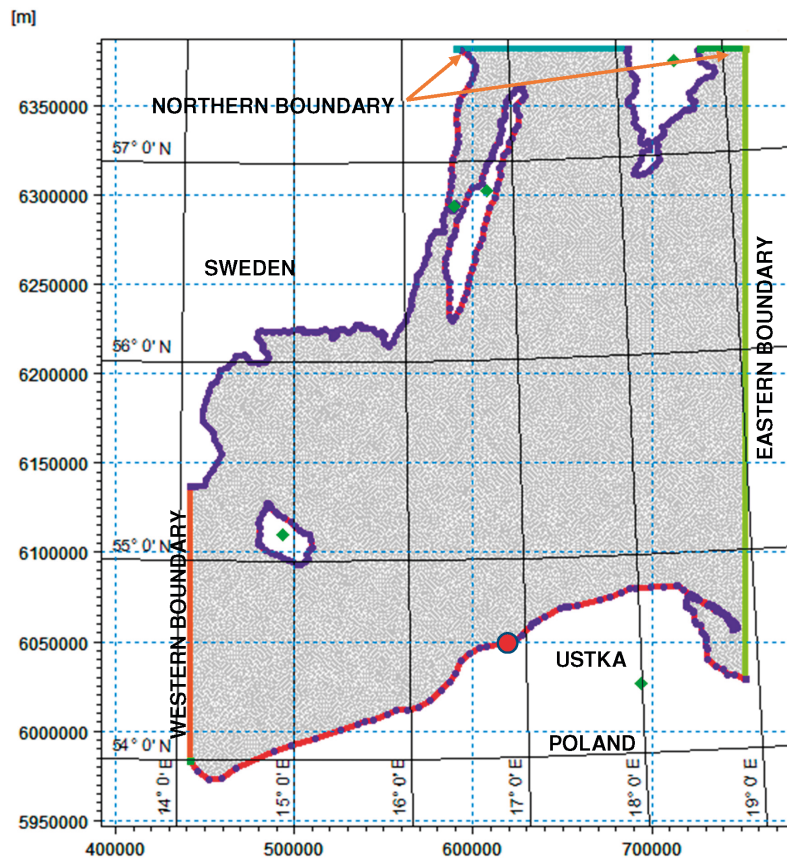 [m]
6350000
NORTHERN BOUNDARY
57° 0' N
6300000
SWEDEN
6250000
EASTERN BOUNDARY
56° 0' N
6200000
6150000
WESTERN BOUNDARY
6100000
55° 0' N
6050000
USTKA
6000000
POLAND
54° 0' N
14° 0' E
15° 0' E
16° 0' E
17° 0' E
18° 0' E
19° 0' E
5950000
400000
500000
600000
700000